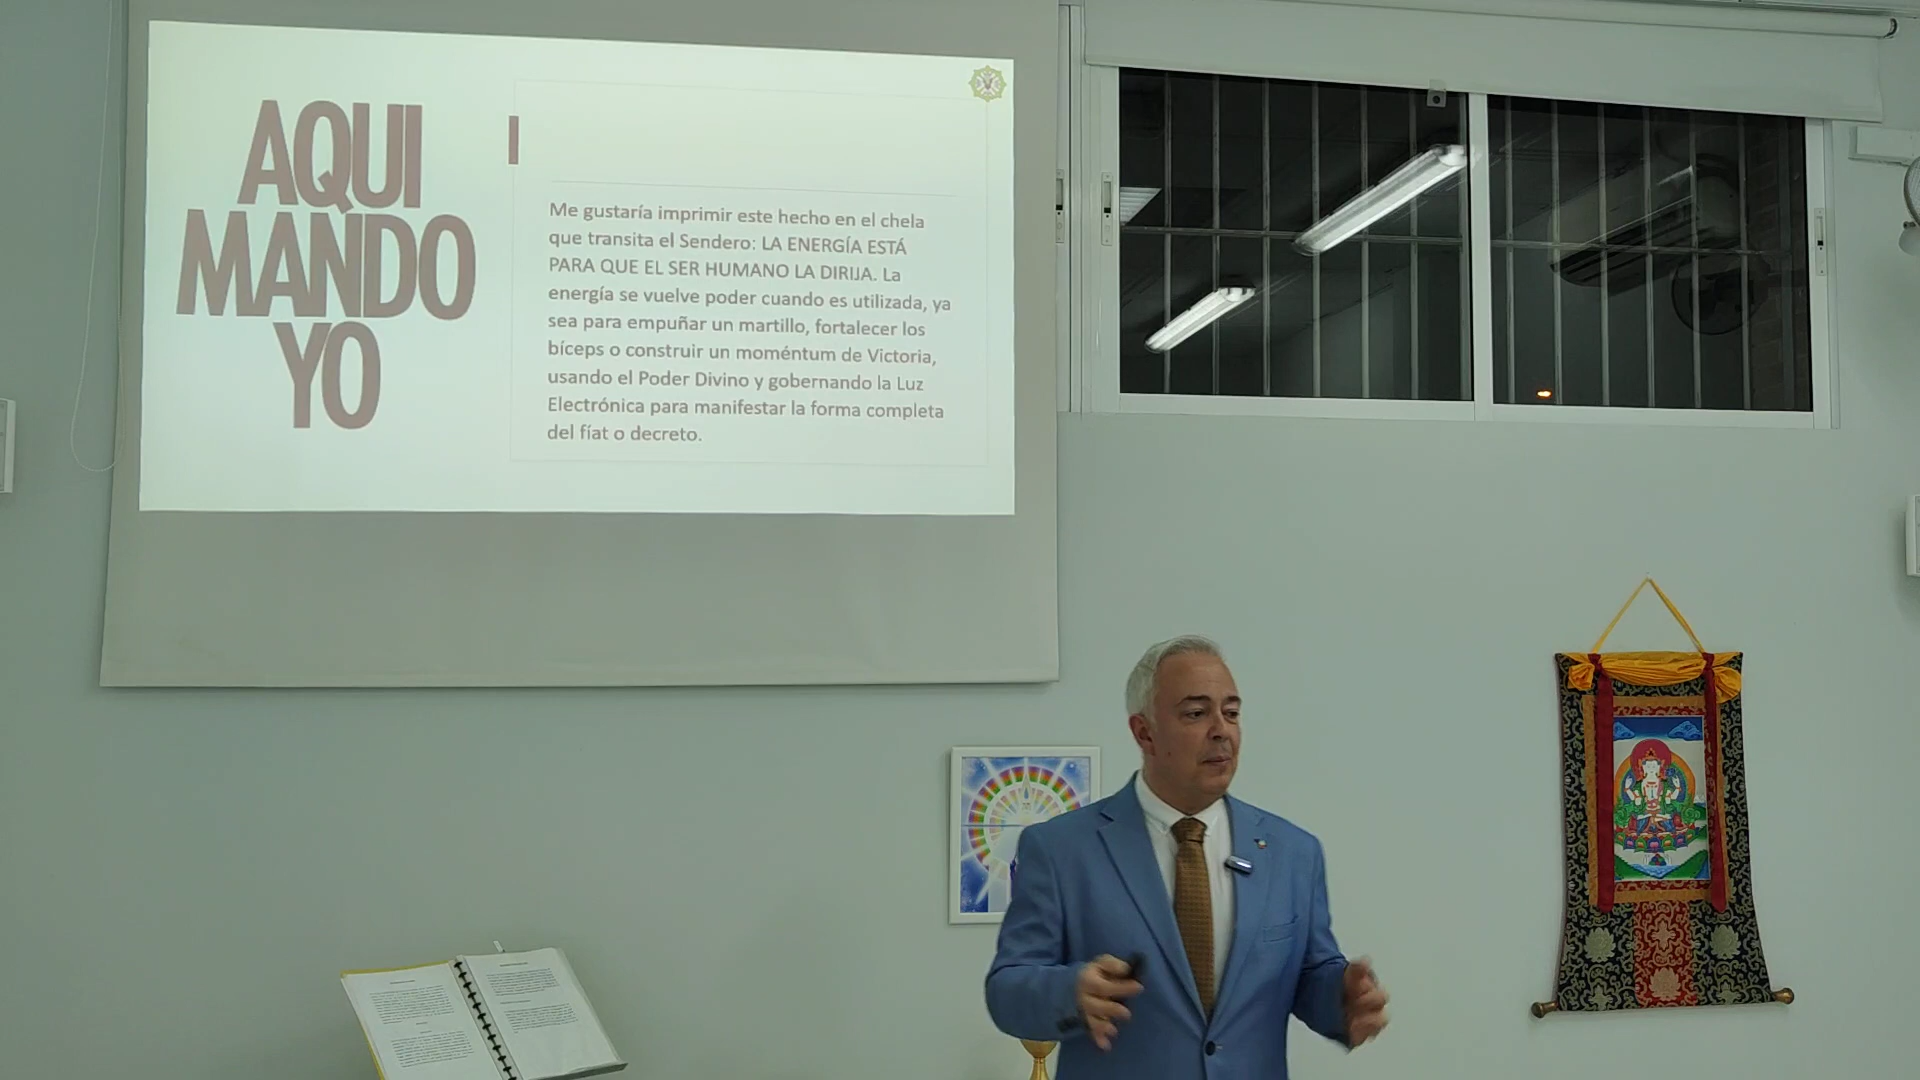 AQUI
MANDO
YO
Me gustaría imprimir este hecho en el chela
que transita el Sendero: LA ENERGÍA ESTÁ
PARA QUE EL SER HUMANO LA DIRIJA. La
energía se vuelve poder cuando es utilizada, ya
sea para empuñar un martillo, fortalecer los
bíceps o construir un moméntum de Victoria,
usando el Poder Divino y gobernando la Luz
Electrónica para manifestar la forma completa
del fíat o decreto.